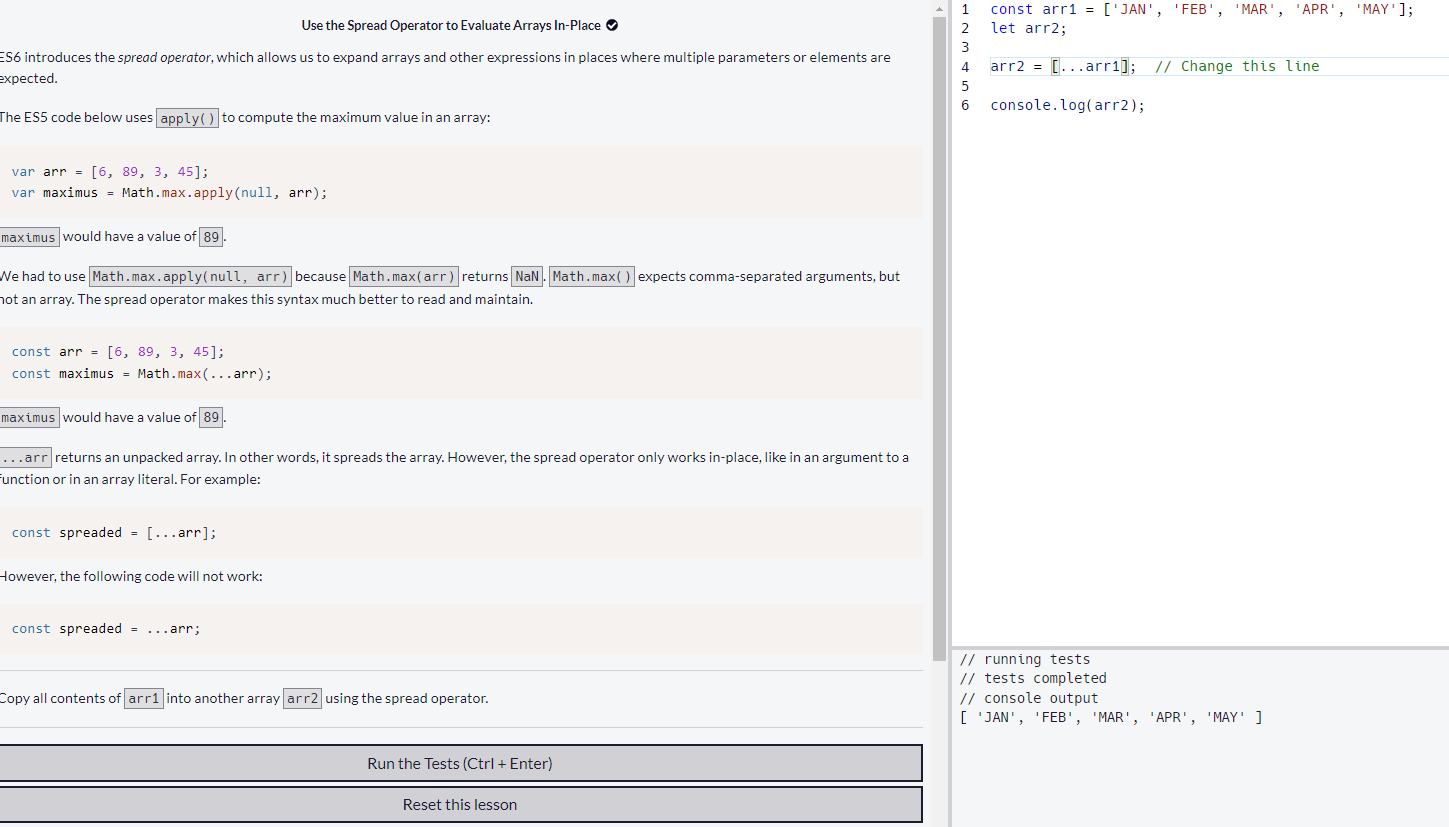 Use the Spread Operator to Evaluate Arrays In-Place
ES6 introduces the spread operator, which allows us to expand arrays and other expressions in places where multiple parameters or elements are
expected.
The ES5 code below uses apply() to compute the maximum value in an array:
var arr = [6, 89, 3, 45];
var maximus = Math.max.apply(null, arr);
maximus would have a value of 89.
We had to use Math.max.apply(null, arr) because Math.max(arr) returns NaN. Math.max() expects comma-separated arguments, but
not an array. The spread operator makes this syntax much better to read and maintain.
const arr = [6, 89, 3, 45];
const maximus = Math.max(...arr);
maximus would have a value of 89.
...arr returns an unpacked array. In other words, it spreads the array. However, the spread operator only works in-place, like in an argument to a
function or in an array literal. For example:
const spreaded = [...arr];
However, the following code will not work:
const spreaded = ...arr;
Copy all contents of arr1 into another array arr2 using the spread operator.
Run the Tests (Ctrl + Enter)
Reset this lesson
1 const arr1 = ['JAN', 'FEB', 'MAR', 'APR', 'MAY'];
2 let arr2;
3
4 arr2 = [...arr1];  // Change this line
5
6 console.log(arr2);
// running tests
// tests completed
// console output
[ 'JAN', 'FEB', 'MAR', 'APR', 'MAY' ]